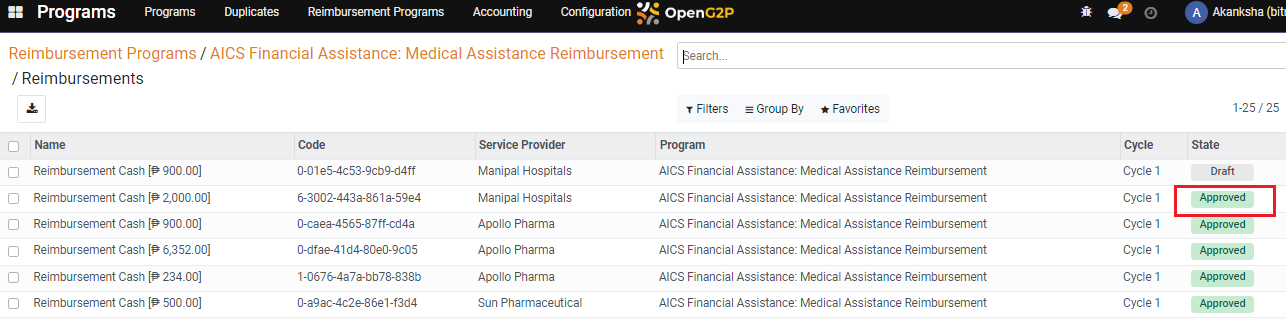 Programs Programs Duplicates Reimbursement Programs Accounting Configuration OpenG2P 2 A Akanksha (bitr
Reimbursement Programs / AICS Financial Assistance: Medical Assistance Reimbursement
/ Reimbursements
Search...
Filters Group By Favorites 1-25 / 25
Name Code Service Provider Program Cycle State
Reimbursement Cash [₱ 900.00] 0-01e5-4c53-9cb9-d4ff Manipal Hospitals AICS Financial Assistance: Medical Assistance Reimbursement Cycle 1 Draft
Reimbursement Cash [₱ 2,000.00] 6-3002-443a-861a-59e4 Manipal Hospitals AICS Financial Assistance: Medical Assistance Reimbursement Cycle 1 Approved
Reimbursement Cash [₱ 900.00] 0-caea-4565-87ff-cd4a Apollo Pharma AICS Financial Assistance: Medical Assistance Reimbursement Cycle 1 Approved
Reimbursement Cash [₱ 6,352.00] 0-dfae-41d4-80e0-9c05 Apollo Pharma AICS Financial Assistance: Medical Assistance Reimbursement Cycle 1 Approved
Reimbursement Cash [₱ 234.00] 1-0676-4a7a-bb78-838b Apollo Pharma AICS Financial Assistance: Medical Assistance Reimbursement Cycle 1 Approved
Reimbursement Cash [₱ 500.00] 0-a9ac-4c2e-86e1-f3d4 Sun Pharmaceutical AICS Financial Assistance: Medical Assistance Reimbursement Cycle 1 Approved